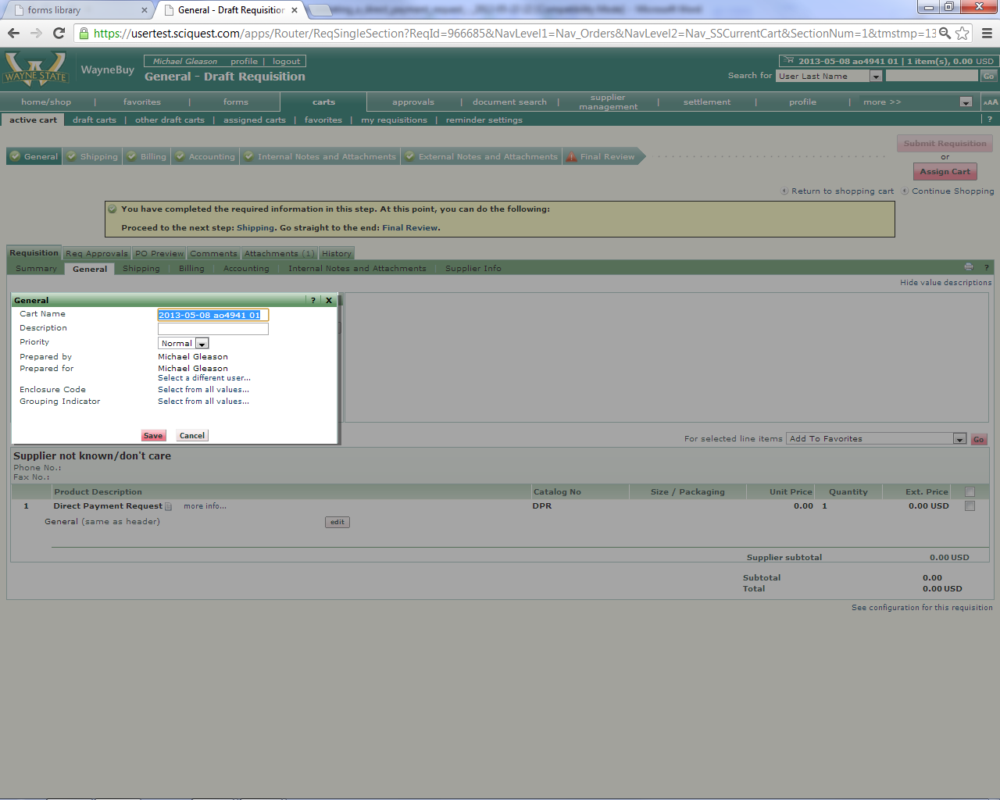 forms library
General - Draft Requisition
https://usertest.sciquest.com/apps/Router/ReqSingleSection?ReqId=966685&NavLevel1=Nav_Orders&NavLevel2=Nav_SSCurrentCart&SectionNum=1&tmstmp=13
WAYNE STATE
WayneBuy
Michael Gleason profile | logout
2013-05-08 ao4941 01 | 1 item(s), 0.00 USD
General - Draft Requisition
Search for User Last Name Go
home/shop | favorites | forms carts approvals | document search | supplier management | settlement | profile | more >> AAA
active cart draft carts | other draft carts | assigned carts | favorites | my requisitions | reminder settings | ?
Submit Requisition
General Shipping Billing Accounting Internal Notes and Attachments External Notes and Attachments Final Review
or
Assign Cart
Return to shopping cart Continue Shopping
You have completed the required information in this step. At this point, you can do the following:
Proceed to the next step: Shipping. Go straight to the end: Final Review.
Requisition Req Approvals PO Preview Comments Attachments (1) History
Summary General Shipping | Billing | Accounting | Internal Notes and Attachments | Supplier Info ?
Hide value descriptions
General ? X
Cart Name 2013-05-08 ao4941 01
Description
Priority Normal
Prepared by Michael Gleason
Prepared for Michael Gleason
Select a different user...
Enclosure Code Select from all values...
Grouping Indicator Select from all values...
Save Cancel
For selected line items Add To Favorites Go
Supplier not known/don't care
Phone No.:
Fax No.:
Product Description Catalog No Size / Packaging Unit Price Quantity Ext. Price
1 Direct Payment Request more info... DPR 0.00 1 0.00 USD
General (same as header) edit
Supplier subtotal 0.00 USD
Subtotal 0.00
Total 0.00 USD
See configuration for this requisition